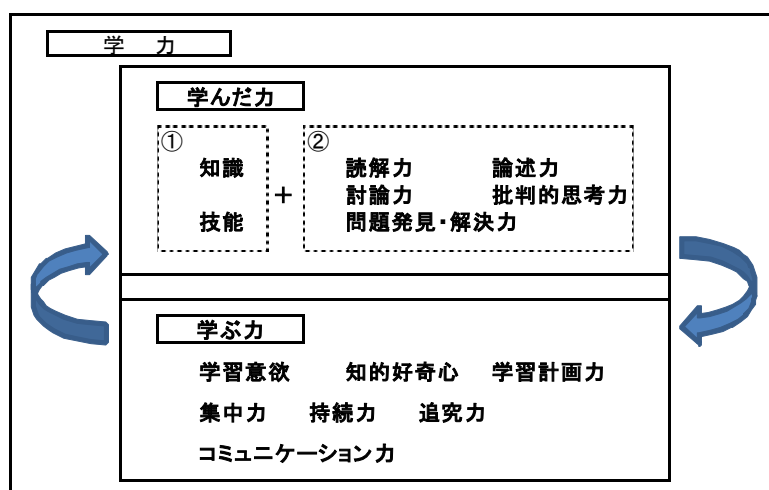 学 力
学んだ力
① ②
知識 読解力 論述力
+ 討論力 批判的思考力
技能 問題発見・解決力
学ぶ力
学習意欲 知的好奇心 学習計画力
集中力 持続力 追究力
コミュニケーション力